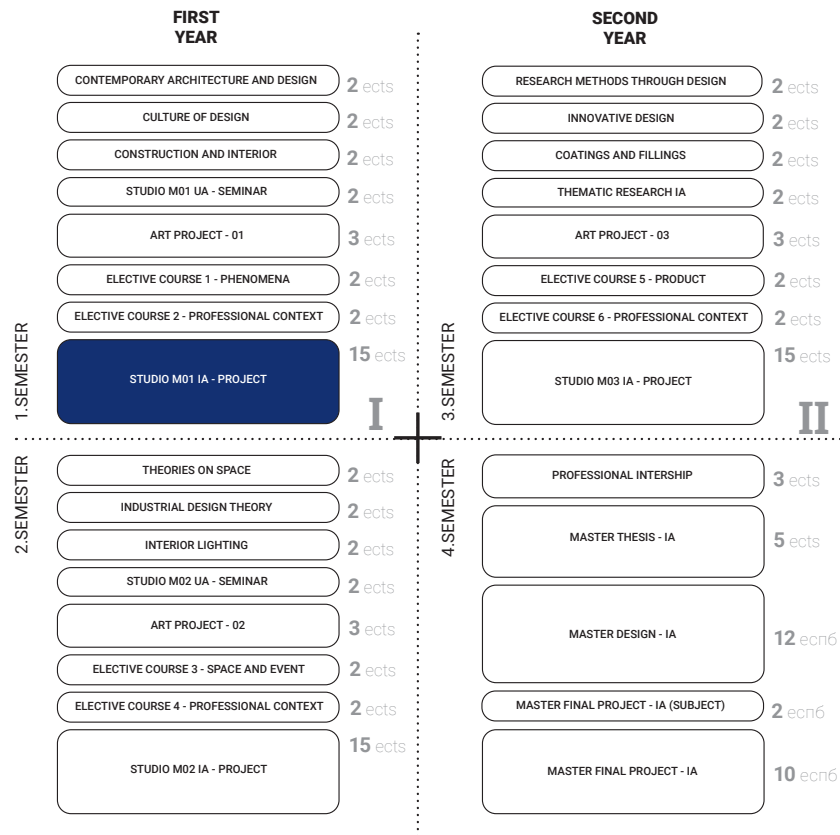 FIRST
YEAR
1.SEMESTER
CONTEMPORARY ARCHITECTURE AND DESIGN 2 ects
CULTURE OF DESIGN 2 ects
CONSTRUCTION AND INTERIOR 2 ects
STUDIO M01 UA - SEMINAR 2 ects
ART PROJECT - 01 3 ects
ELECTIVE COURSE 1 - PHENOMENA 2 ects
ELECTIVE COURSE 2 - PROFESSIONAL CONTEXT 2 ects
STUDIO M01 IA - PROJECT 15 ects
I
2.SEMESTER
THEORIES ON SPACE 2 ects
INDUSTRIAL DESIGN THEORY 2 ects
INTERIOR LIGHTING 2 ects
STUDIO M02 UA - SEMINAR 2 ects
ART PROJECT - 02 3 ects
ELECTIVE COURSE 3 - SPACE AND EVENT 2 ects
ELECTIVE COURSE 4 - PROFESSIONAL CONTEXT 2 ects
STUDIO M02 IA - PROJECT 15 ects
SECOND
YEAR
3.SEMESTER
RESEARCH METHODS THROUGH DESIGN 2 ects
INNOVATIVE DESIGN 2 ects
COATINGS AND FILLINGS 2 ects
THEMATIC RESEARCH IA 2 ects
ART PROJECT - 03 3 ects
ELECTIVE COURSE 5 - PRODUCT 2 ects
ELECTIVE COURSE 6 - PROFESSIONAL CONTEXT 2 ects
STUDIO M03 IA - PROJECT 15 ects
II
4.SEMESTER
PROFESSIONAL INTERSHIP 3 ects
MASTER THESIS - IA 5 ects
MASTER DESIGN - IA 12 еспб
MASTER FINAL PROJECT - IA (SUBJECT) 2 еспб
MASTER FINAL PROJECT - IA 10 еспб